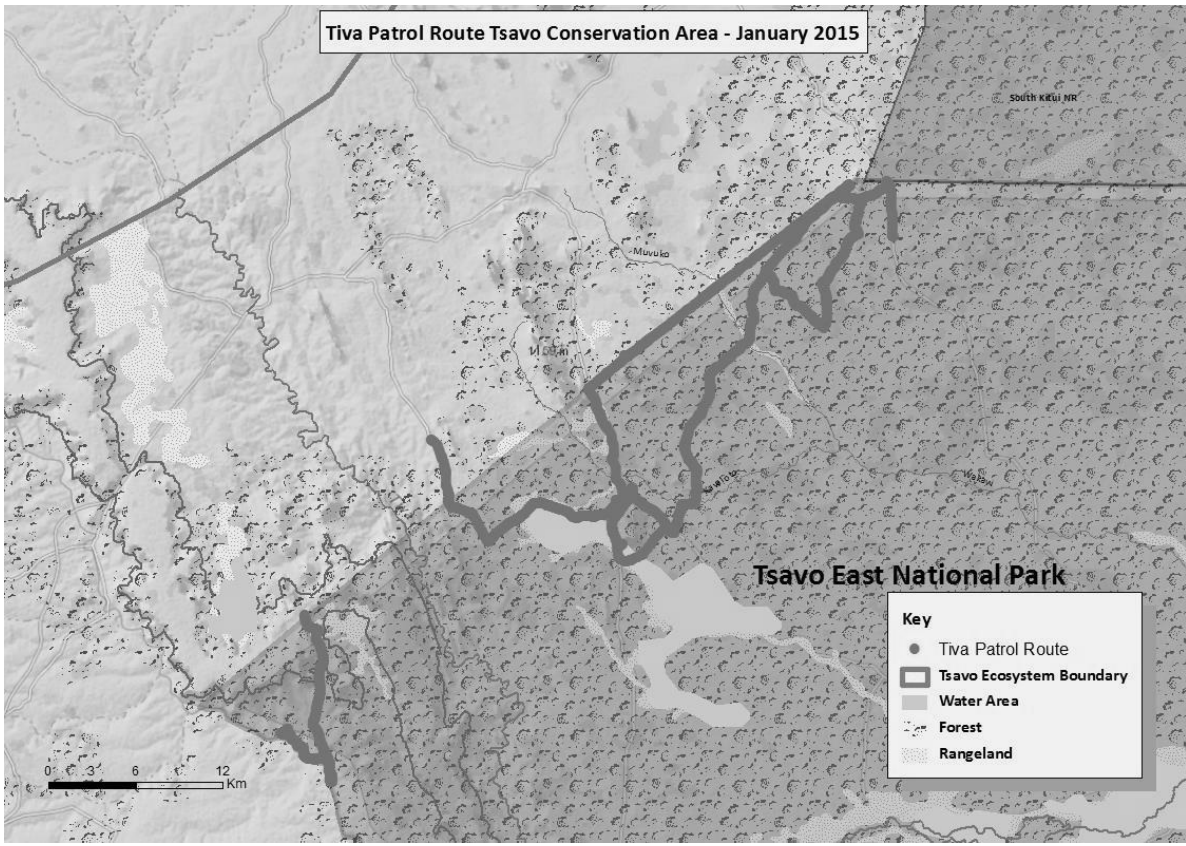 Tiva Patrol Route Tsavo Conservation Area - January 2015
South Kitui NR
Muvuko
Tsavo East National Park
Key
Tiva Patrol Route
Tsavo Ecosystem Boundary
Water Area
Forest
Rangeland
0 3 6 12
Km